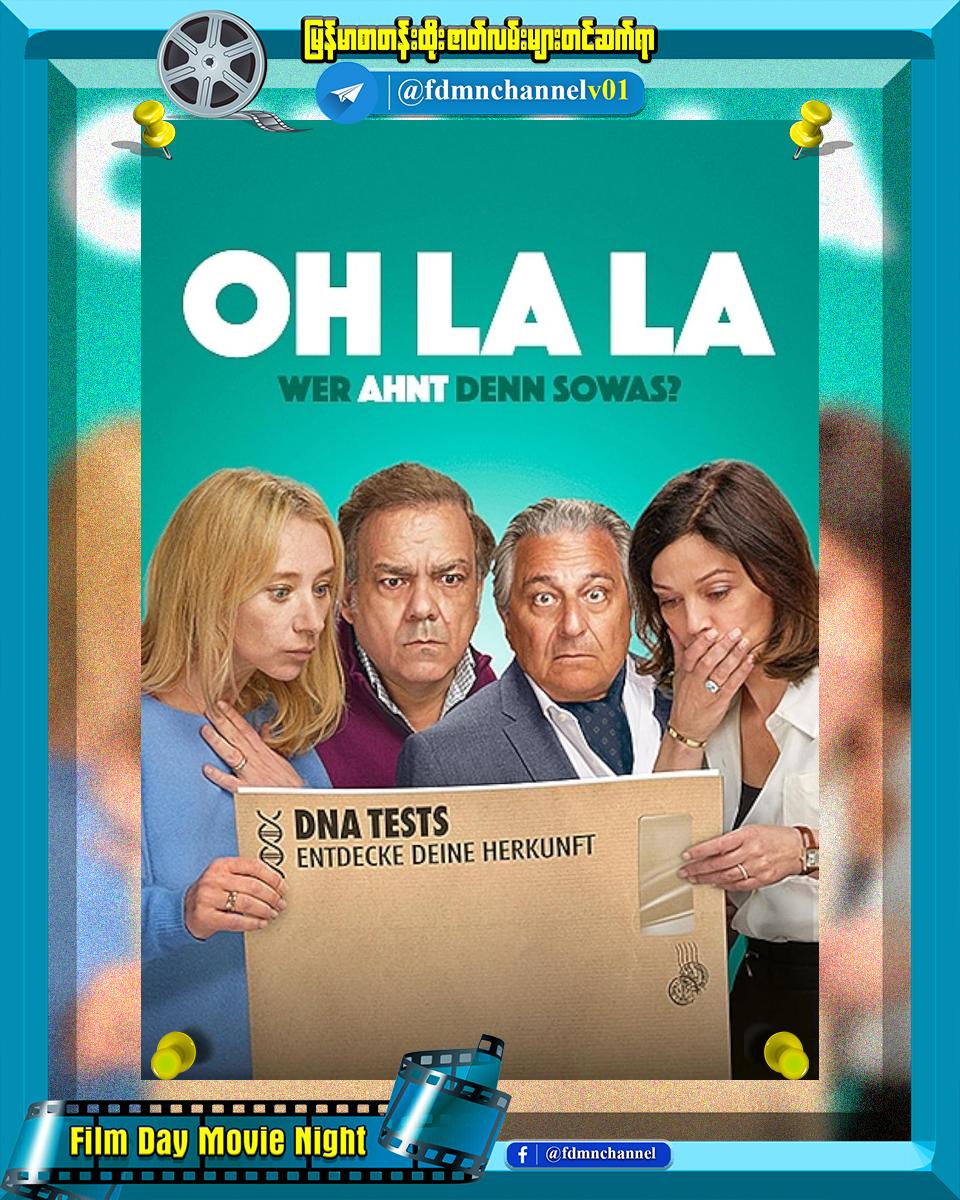 မြန်မာစာတန်းထိုးဇာတ်လမ်းများတင်ဆက်ရာ
@fdmnchannelv01
OH LA LA
WER AHNT DENN SOWAS?
DNA TESTS
ENTDECKE DEINE HERKUNFT
Film Day Movie Night
@fdmnchannel